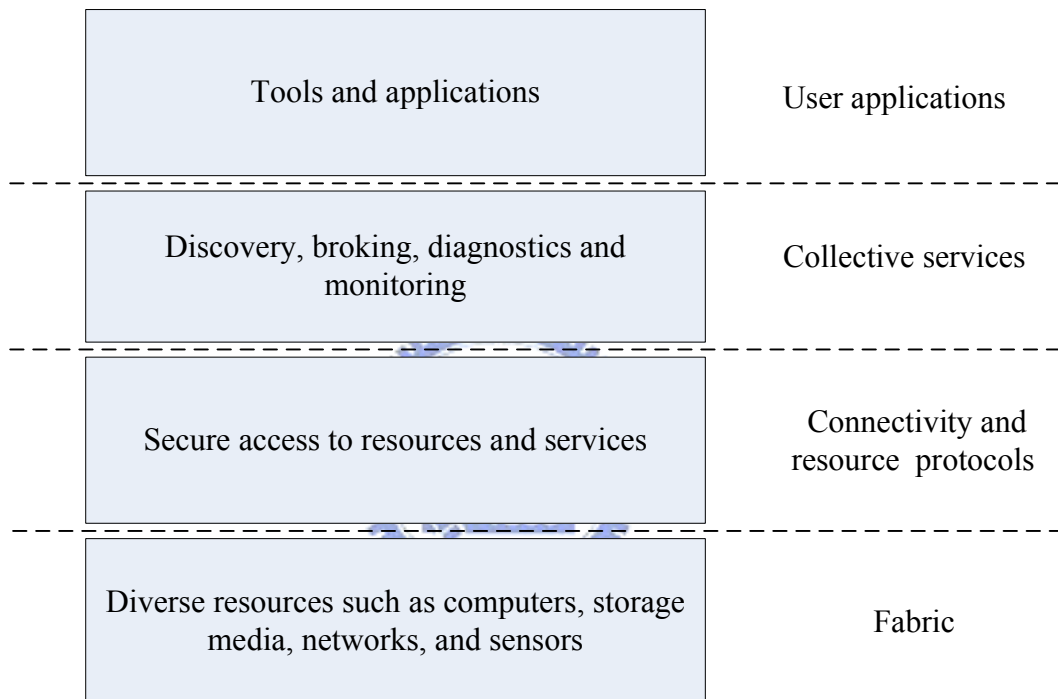 Tools and applications
User applications
Discovery, broking, diagnostics and
monitoring
Collective services
Secure access to resources and services
Connectivity and
resource protocols
Diverse resources such as computers, storage
media, networks, and sensors
Fabric